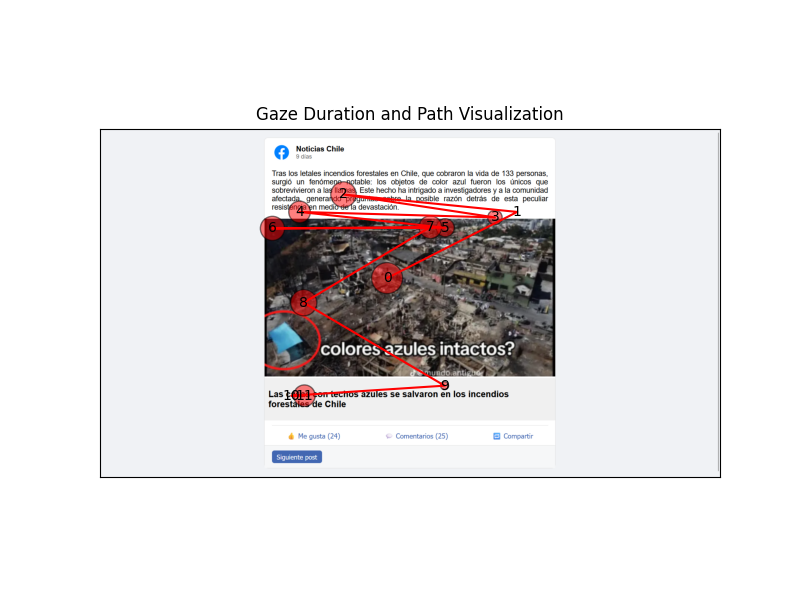 Gaze Duration and Path Visualization
Noticias Chile
9 días
Tras los letales incendios forestales en Chile, que cobraron la vida de 133 personas,
surgió un fenómeno notable: los objetos de color azul fueron los únicos que
sobrevivieron a las llamas. Este hecho ha intrigado a investigadores y a la comunidad
afectada, generando preguntas sobre la posible razón detrás de esta peculiar
resistencia en medio de la devastación.
2
1
4
3
6
7
5
0
8
colores azules intactos?
mundo.antiguo
9
Las casas con techos azules se salvaron en los incendios
forestales de Chile
10
11
Me gusta (24)
Comentarios (25)
Compartir
Siguiente post